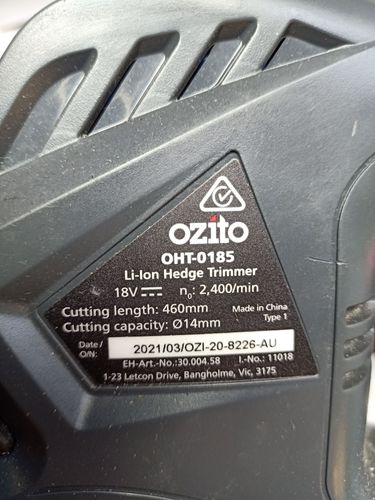 ozito
OHT-0185
Li-Ion Hedge Trimmer
18V n₀: 2,400/min
Cutting length: 460mm
Made in China
Cutting capacity: Ø14mm
Type 1
Date /
O/N:
2021/03/OZI-20-8226-AU
EH-Art.-No.:30.004.58 I.-No.: 11018
1-23 Letcon Drive, Bangholme, Vic, 3175